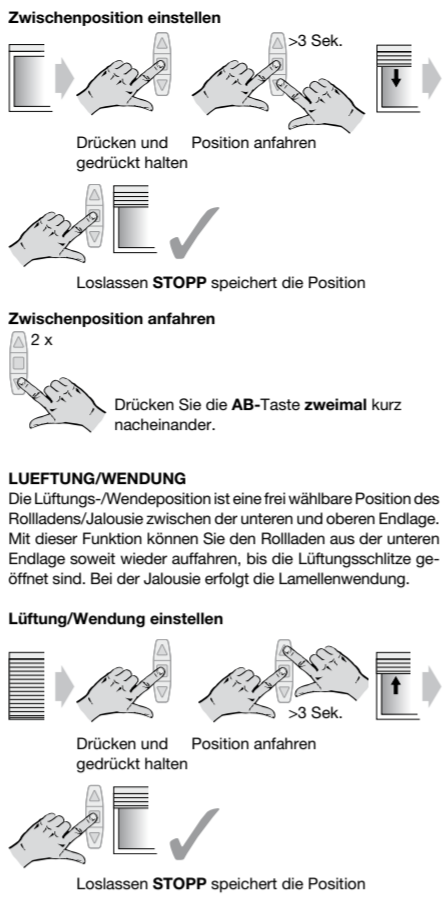 Zwischenposition einstellen
>3 Sek.
Drücken und
gedrückt halten
Position anfahren
Loslassen STOPP speichert die Position
Zwischenposition anfahren
2 x
Drücken Sie die AB-Taste zweimal kurz
nacheinander.
LUEFTUNG/WENDUNG
Die Lüftungs-/Wendeposition ist eine frei wählbare Position des
Rollladens/Jalousie zwischen der unteren und oberen Endlage.
Mit dieser Funktion können Sie den Rollladen aus der unteren
Endlage soweit wieder auffahren, bis die Lüftungsschlitze ge-
öffnet sind. Bei der Jalousie erfolgt die Lamellenwendung.
Lüftung/Wendung einstellen
>3 Sek.
Drücken und
gedrückt halten
Position anfahren
Loslassen STOPP speichert die Position